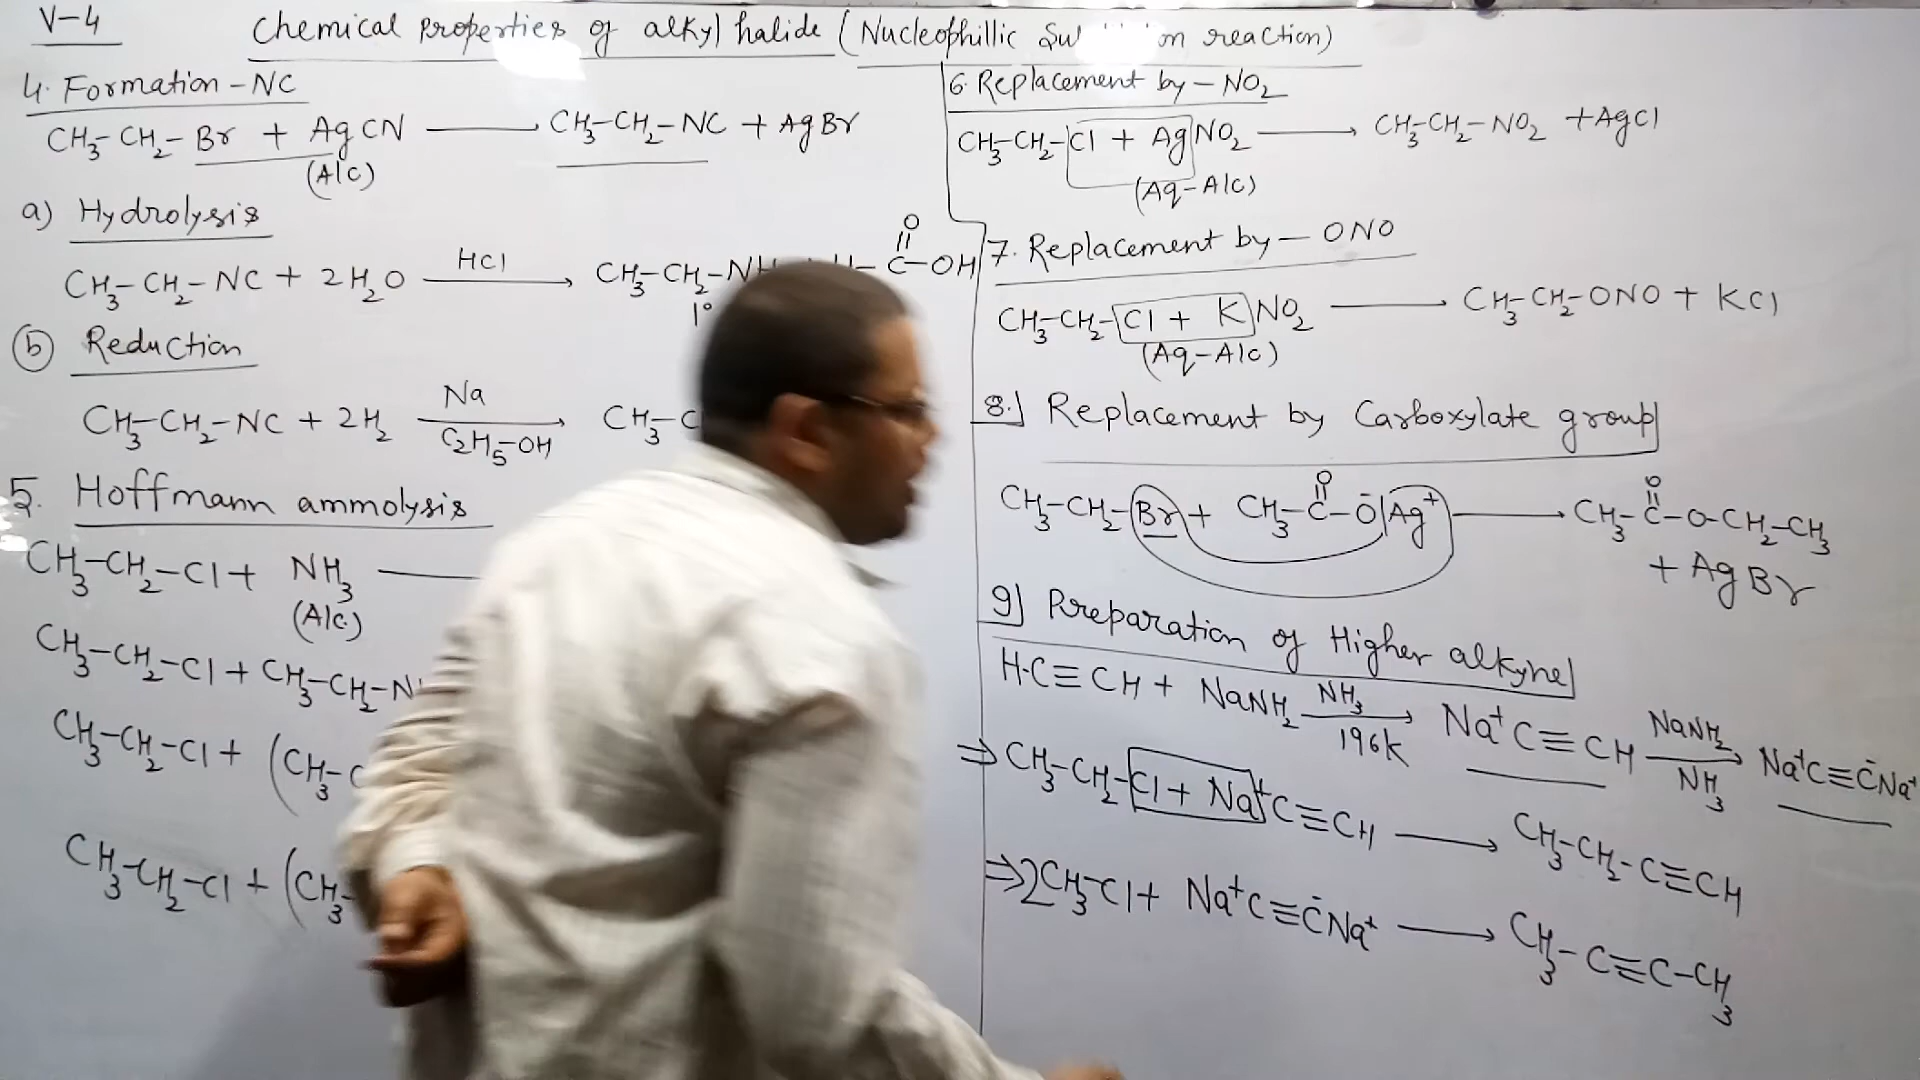 V-4
Chemical Properties of alkyl halide (Nucleophillic Su on reaction)
4. Formation -NC
CH₃-CH₂-Br + AgCN ⟶ CH₃-CH₂-NC + AgBr
(Alc)
a) Hydrolysis
CH₃-CH₂-NC + 2H₂O ⟶ CH₃-CH₂-NH
HCl
O
C-OH
1°
b Reduction
CH₃-CH₂-NC + 2H₂ ⟶ CH₃-C
Na
C₂H₅-OH
5. Hoffmann ammolysis
CH₃-CH₂-Cl + NH₃
(Alc)
CH₃-CH₂-Cl + CH₃-CH₂-N
CH₃-CH₂-Cl + (CH₃-C
CH₃-CH₂-Cl + (CH₃-
6. Replacement by -NO₂
CH₃-CH₂-Cl + AgNO₂ ⟶ CH₃-CH₂-NO₂ + AgCl
(Aq-Alc)
7. Replacement by - ONO
CH₃-CH₂-Cl + KNO₂ ⟶ CH₃-CH₂-ONO + KCl
(Aq-Alc)
8.) Replacement by Carboxylate group
O O
CH₃-CH₂-Br + CH₃-C-O⁻Ag⁺ ⟶ CH₃-C-O-CH₂-CH₃
+ AgBr
9) Preparation of Higher alkyne
H-C≡CH + NaNH₂ ⟶ Na⁺C≡CH ⟶ Na⁺C≡C̄Na⁺
NH₃ NaNH₂
196K NH₃
⇒ CH₃-CH₂-Cl + Na⁺C≡CH ⟶ CH₃-CH₂-C≡CH
⇒ 2CH₃-Cl + Na⁺C≡C̄Na⁺ ⟶ CH₃-C≡C-CH₃